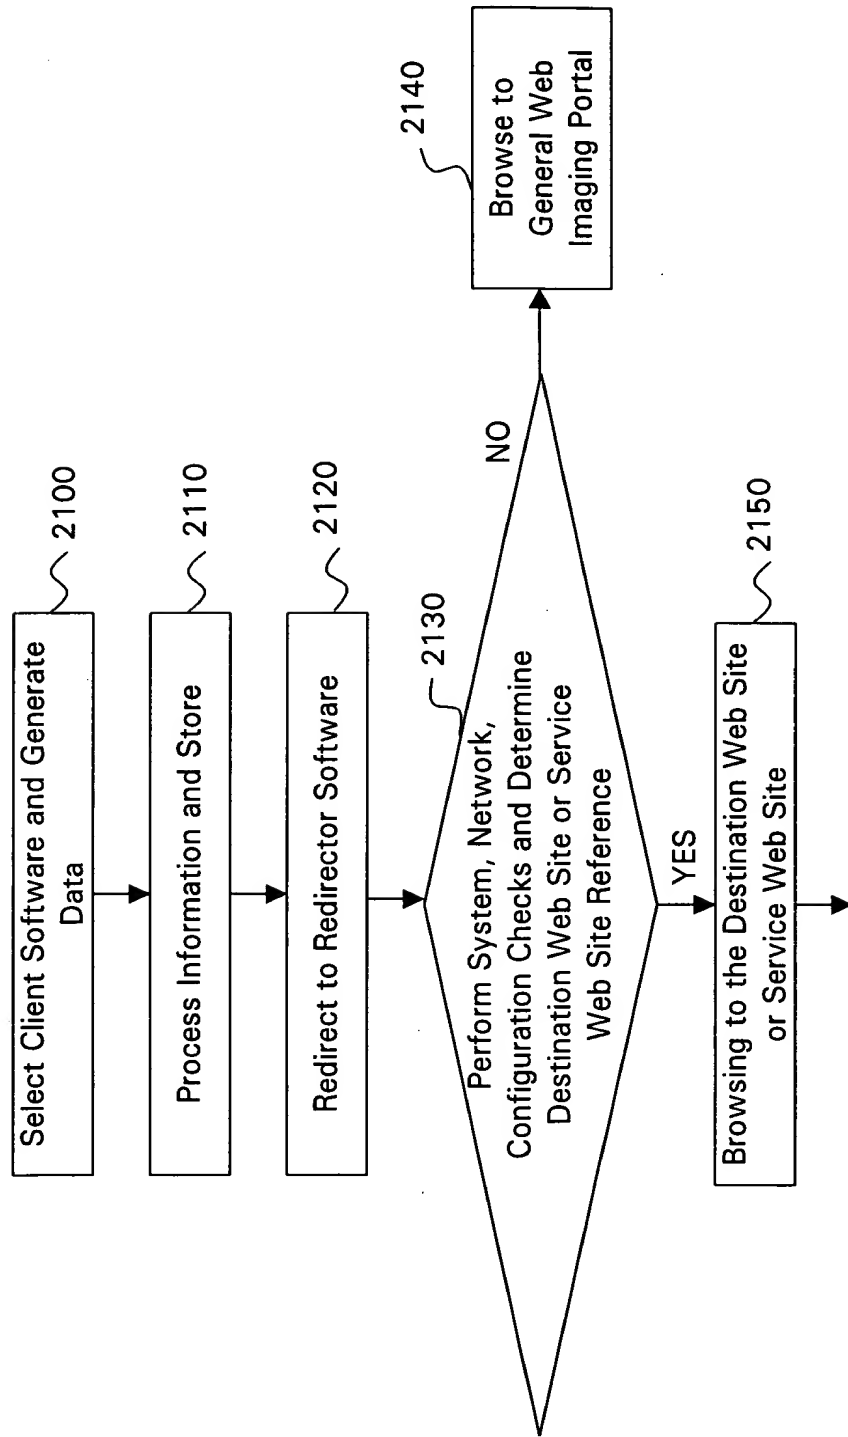 Select Client Software and Generate
Data
2100
Process Information and Store
2110
Redirect to Redirector Software
2120
Perform System, Network,
Configuration Checks and Determine
Destination Web Site or Service
Web Site Reference
2130
NO
Browse to
General Web
Imaging Portal
2140
YES
Browsing to the Destination Web Site
or Service Web Site
2150